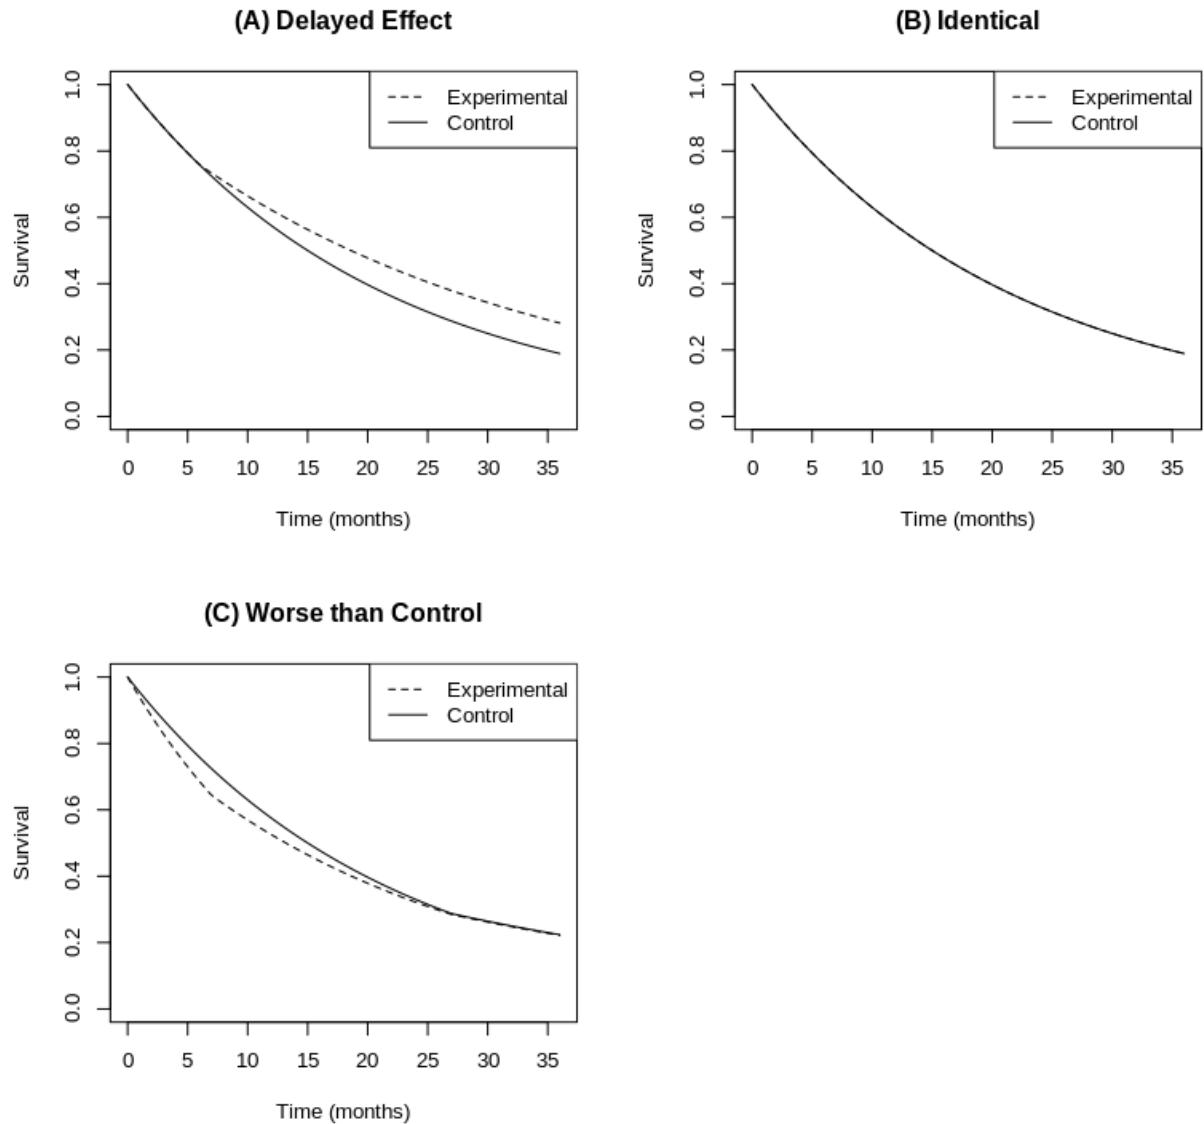 (A) Delayed Effect
Experimental
Control
Survival
0.0 0.2 0.4 0.6 0.8 1.0
0 5 10 15 20 25 30 35
Time (months)
(B) Identical
Experimental
Control
Survival
0.0 0.2 0.4 0.6 0.8 1.0
0 5 10 15 20 25 30 35
Time (months)
(C) Worse than Control
Experimental
Control
Survival
0.0 0.2 0.4 0.6 0.8 1.0
0 5 10 15 20 25 30 35
Time (months)